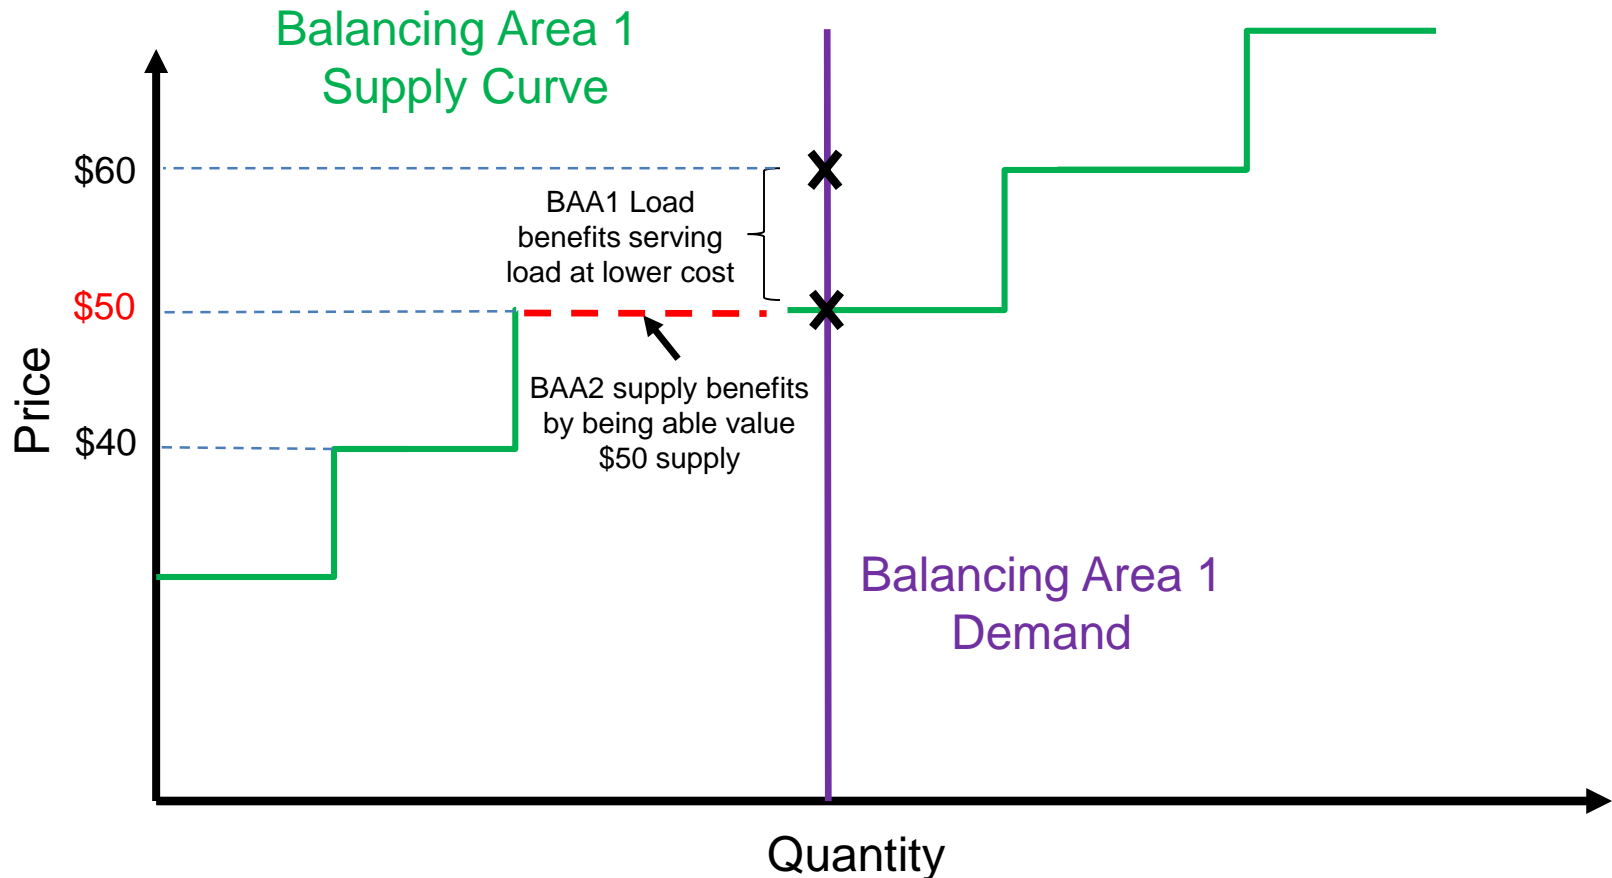 Balancing Area 1
Supply Curve
$60
BAA1 Load
benefits serving
load at lower cost
$50
BAA2 supply benefits
by being able value
$50 supply
$40
Price
Balancing Area 1
Demand
Quantity